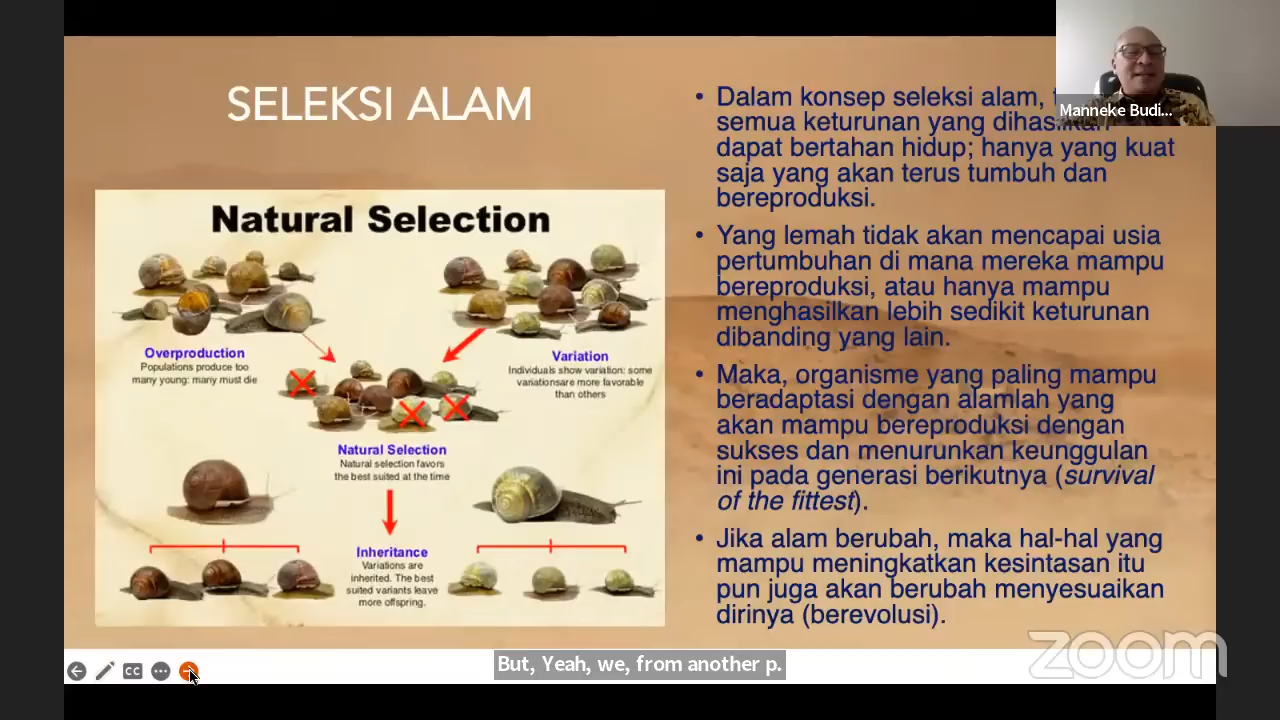 SELEKSI ALAM
Natural Selection
Overproduction
Populations produce too
many young: many must die
Variation
Individuals show variation: some
variationsare more favorable
than others
Natural Selection
Natural selection favors
the best suited at the time
Inheritance
Variations are
inherited. The best
suited variants leave
more offspring.
• Dalam konsep seleksi alam,
semua keturunan yang dihasilkan
dapat bertahan hidup; hanya yang kuat
saja yang akan terus tumbuh dan
bereproduksi.
• Yang lemah tidak akan mencapai usia
pertumbuhan di mana mereka mampu
bereproduksi, atau hanya mampu
menghasilkan lebih sedikit keturunan
dibanding yang lain.
• Maka, organisme yang paling mampu
beradaptasi dengan alamlah yang
akan mampu bereproduksi dengan
sukses dan menurunkan keunggulan
ini pada generasi berikutnya (survival
of the fittest).
• Jika alam berubah, maka hal-hal yang
mampu meningkatkan kesintasan itu
pun juga akan berubah menyesuaikan
dirinya (berevolusi).
Manneke Budi...
CC
But, Yeah, we, from another p.
zoom